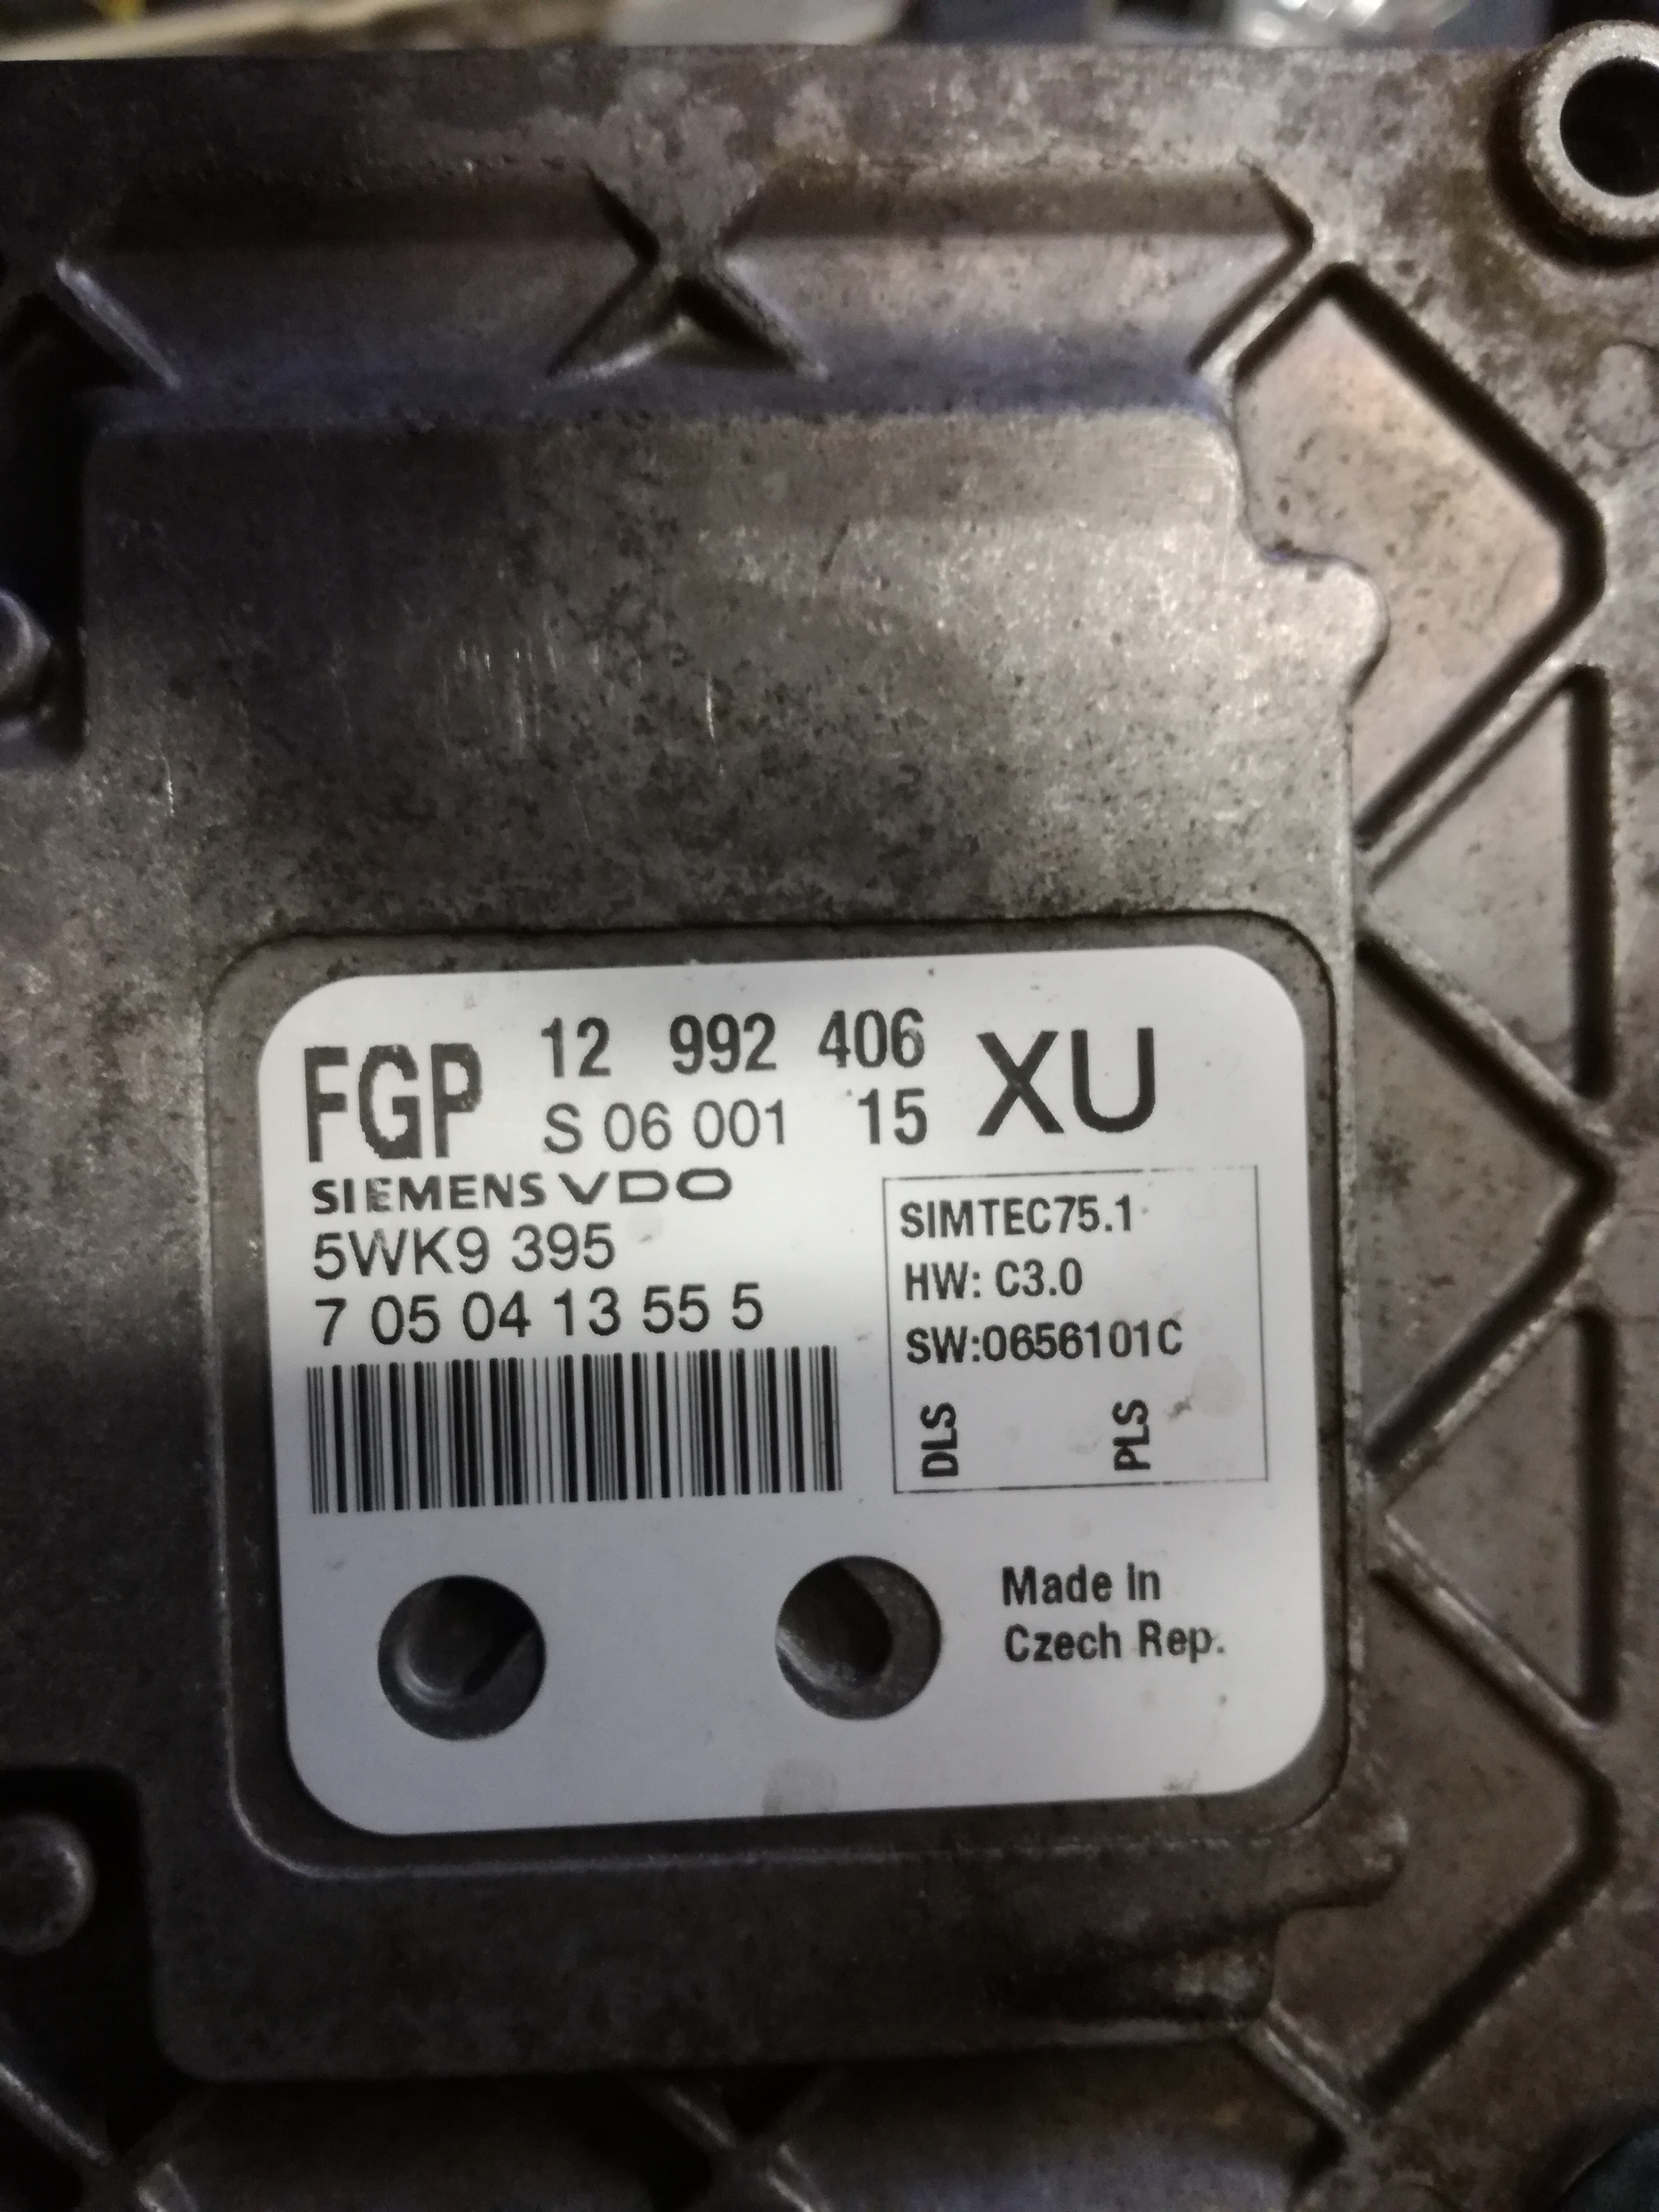 FGP 12 992 406 XU
S 06 001 15
SIEMENS VDO
5WK9 395
7 05 04 13 55 5
SIMTEC75.1
HW: C3.0
SW:0656101C
DLS PLS
Made in
Czech Rep.